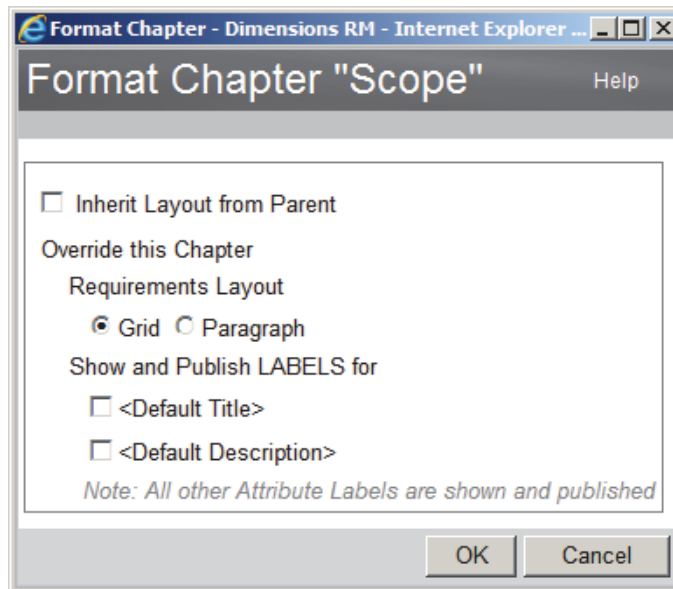 Format Chapter - Dimensions RM - Internet Explorer ...
Format Chapter "Scope" Help
Inherit Layout from Parent
Override this Chapter
Requirements Layout
Grid Paragraph
Show and Publish LABELS for
<Default Title>
<Default Description>
Note: All other Attribute Labels are shown and published
OK Cancel